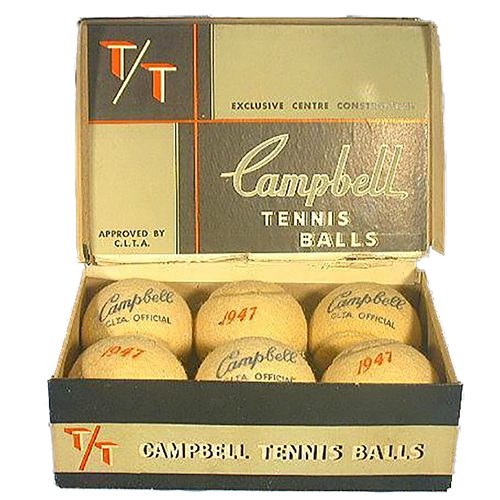 T/T
EXCLUSIVE CENTRE CONSTRUCTION
Campbell
TENNIS
BALLS
APPROVED BY
C.L.T.A.
Campbell
C.L.T.A. OFFICIAL
1947
Campbell
C.L.T.A. OFFICIAL
1947
Campbell
C.L.T.A. OFFICIAL
1947
T/T CAMPBELL TENNIS BALLS